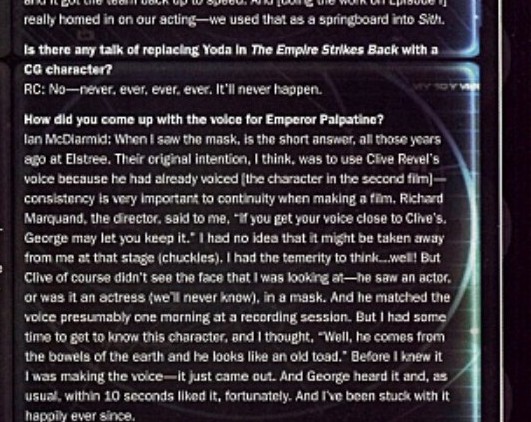 and it got the team back up to speed. And [doing the work on Episode I]
really homed in on our acting—we used that as a springboard into Sith.
Is there any talk of replacing Yoda in The Empire Strikes Back with a
CG character?
RC: No—never, ever, ever, ever. It'll never happen.
How did you come up with the voice for Emperor Palpatine?
Ian McDiarmid: When I saw the mask, is the short answer, all those years
ago at Elstree. Their original intention, I think, was to use Clive Revel's
voice because he had already voiced [the character in the second film]—
consistency is very important to continuity when making a film. Richard
Marquand, the director, said to me, "If you get your voice close to Clive's,
George may let you keep it." I had no idea that it might be taken away
from me at that stage (chuckles). I had the temerity to think...well! But
Clive of course didn't see the face that I was looking at—he saw an actor,
or was it an actress (we'll never know), in a mask. And he matched the
voice presumably one morning at a recording session. But I had some
time to get to know this character, and I thought, "Well, he comes from
the bowels of the earth and he looks like an old toad." Before I knew it
I was making the voice—it just came out. And George heard it and, as
usual, within 10 seconds liked it, fortunately. And I've been stuck with it
happily ever since.